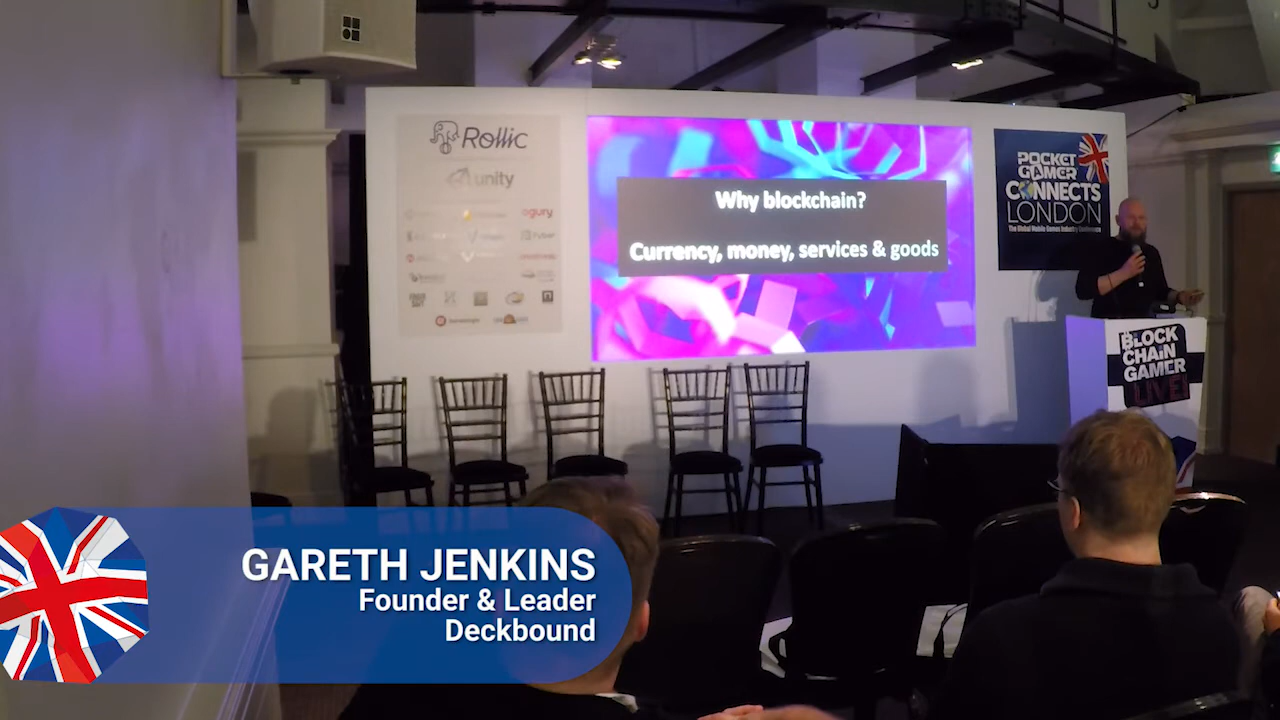 Rollic
unity
ogury
Why blockchain?
Currency, money, services & goods
POCKET
GAMER
CONNECTS
LONDON
The Global Mobile Games Industry Conference
BLOCK
CHAIN
GAMER
LIVE!
GARETH JENKINS
Founder & Leader
Deckbound